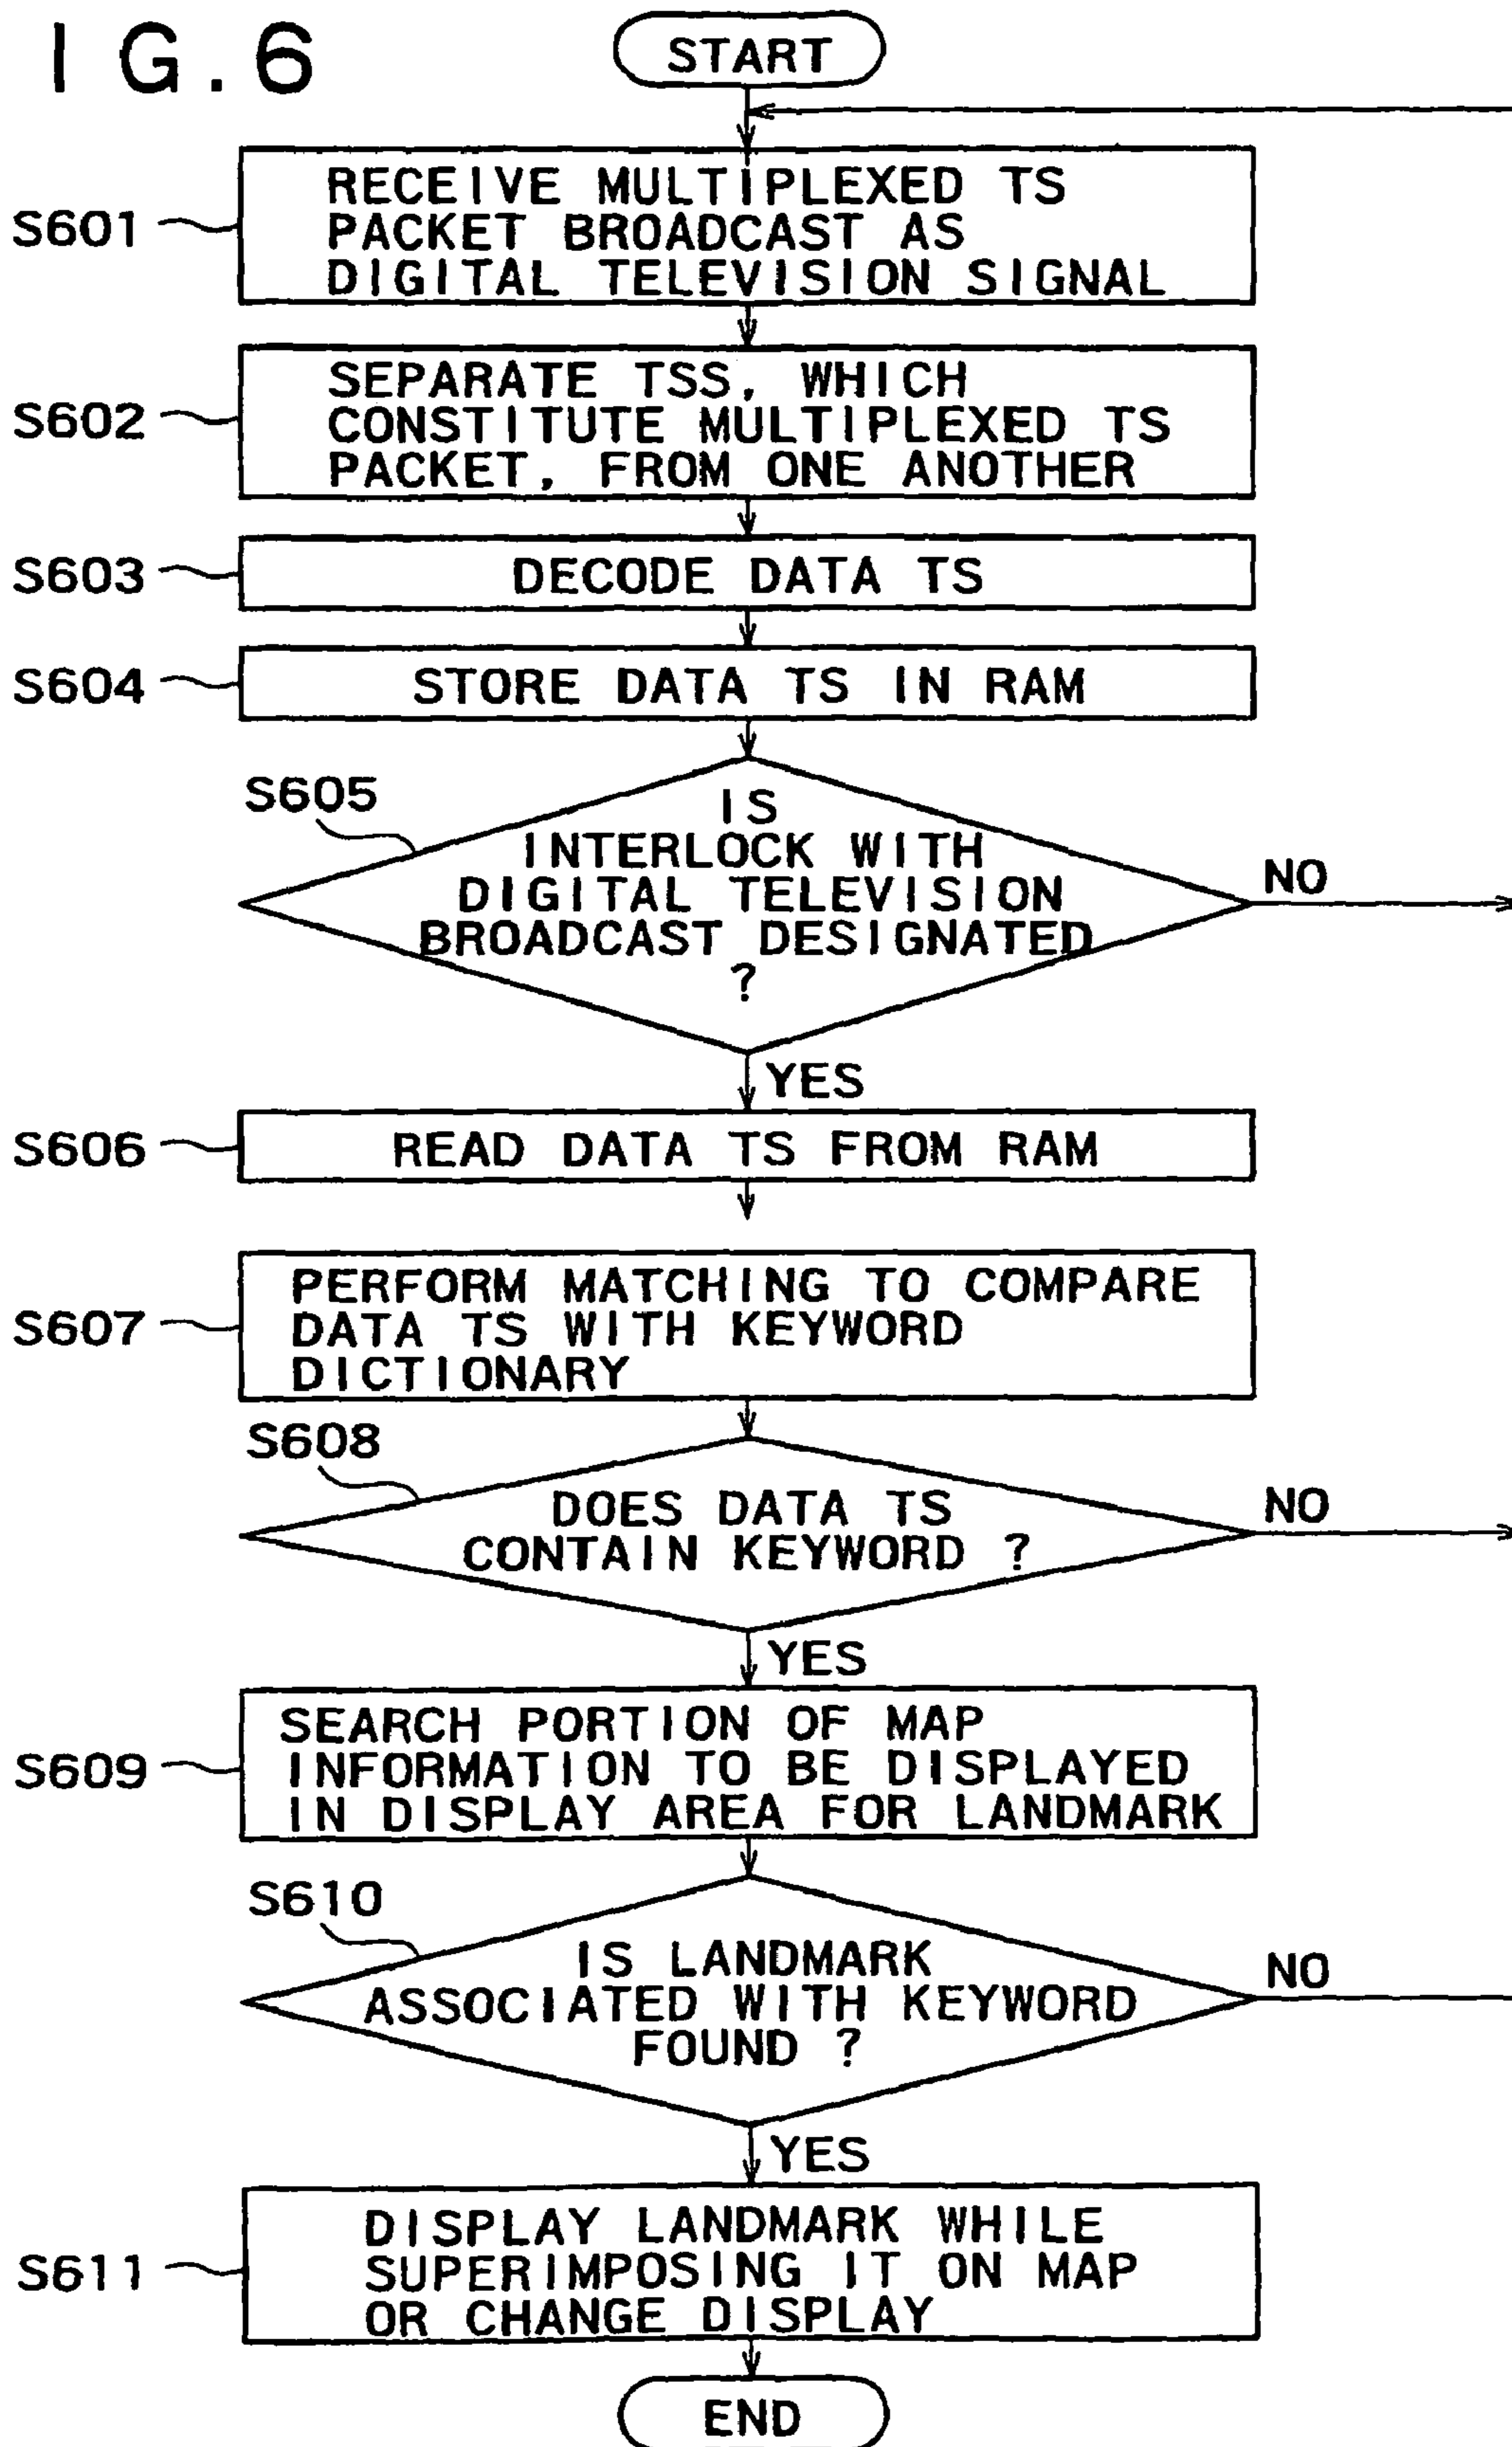 IG.6
START
S601
RECEIVE MULTIPLEXED TS
PACKET BROADCAST AS
DIGITAL TELEVISION SIGNAL
S602
SEPARATE TSS, WHICH
CONSTITUTE MULTIPLEXED TS
PACKET, FROM ONE ANOTHER
S603
DECODE DATA TS
S604
STORE DATA TS IN RAM
S605
IS
INTERLOCK WITH
DIGITAL TELEVISION
BROADCAST DESIGNATED
?
NO
YES
S606
READ DATA TS FROM RAM
S607
PERFORM MATCHING TO COMPARE
DATA TS WITH KEYWORD
DICTIONARY
S608
DOES DATA TS
CONTAIN KEYWORD ?
NO
YES
S609
SEARCH PORTION OF MAP
INFORMATION TO BE DISPLAYED
IN DISPLAY AREA FOR LANDMARK
S610
IS LANDMARK
ASSOCIATED WITH KEYWORD
FOUND ?
NO
YES
S611
DISPLAY LANDMARK WHILE
SUPERIMPOSING IT ON MAP
OR CHANGE DISPLAY
END